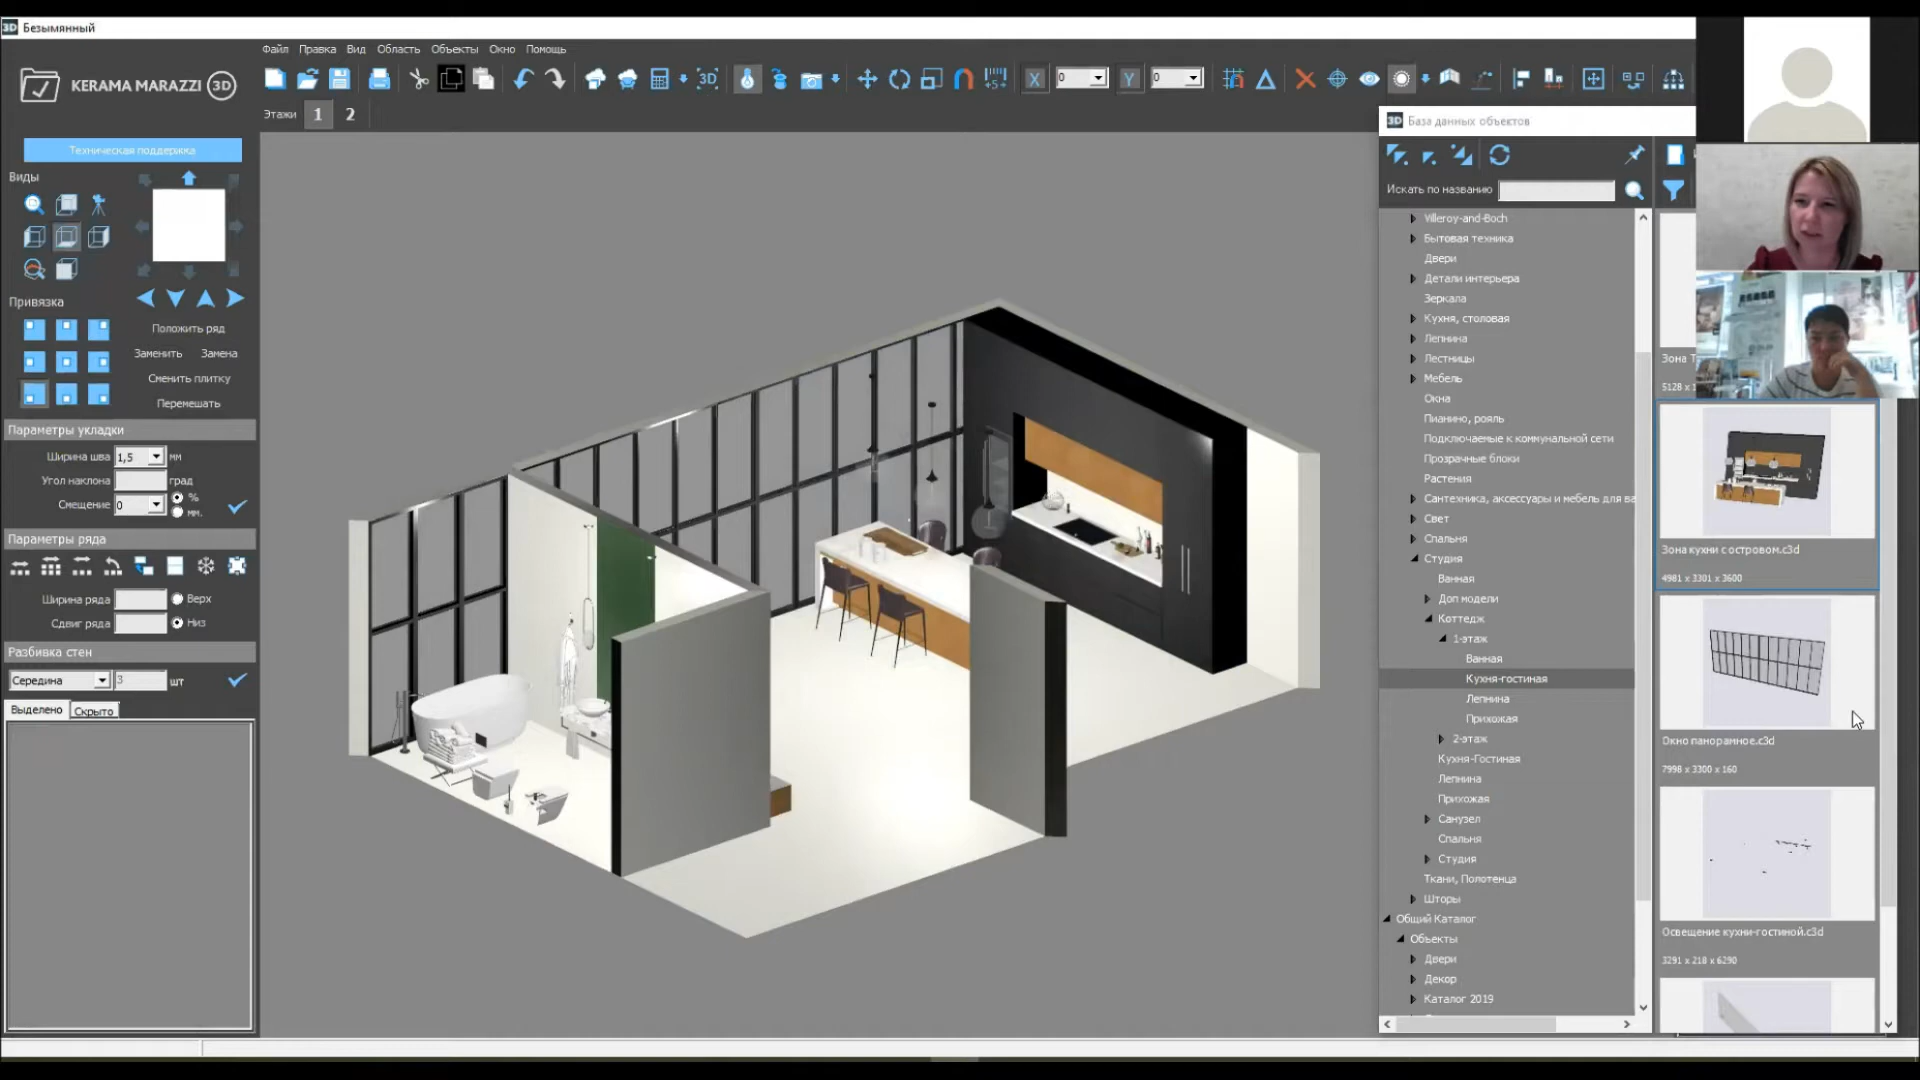 3D Безымянный
Файл Правка Вид Область Объекты Окно Помощь
KERAMA MARAZZI 3D
3D
X 0 Y 0
Этажи 1 2
Техническая поддержка
Виды
Привязка
Положить ряд
Заменить Замена
Сменить плитку
Перемешать
Параметры укладки
Ширина шва 1,5 мм
Угол наклона град
Смещение 0 %
мм.
Параметры ряда
Ширина ряда Верх
Сдвиг ряда Низ
Разбивка стен
Середина 3 шт
Выделено Скрыто
3D База данных объектов
Искать по названию
Villeroy-and-Boch
Бытовая техника
Двери
Детали интерьера
Зеркала
Кухня, столовая
Лепнина
Лестницы
Мебель
Окна
Пианино, рояль
Подключаемые к коммунальной сети
Прозрачные блоки
Растения
Сантехника, аксессуары и мебель для ва
Свет
Спальня
Студия
Ванная
Доп модели
Коттедж
1-этаж
Ванная
Кухня-гостиная
Лепнина
Прихожая
2-этаж
Кухня-Гостиная
Лепнина
Прихожая
Санузел
Спальня
Студия
Ткани, Полотенца
Шторы
Общий Каталог
Объекты
Двери
Декор
Каталог 2019
Зона Т
5128 x 1
Зона кухни с островом.c3d
4981 x 3301 x 3600
Окно панорамное.c3d
7998 x 3300 x 160
Освещение кухни-гостиной.c3d
3291 x 218 x 6290